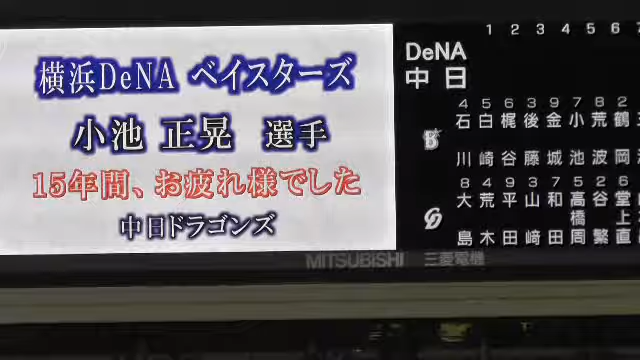 横浜DeNA ベイスターズ
小池 正晃 選手
15年間、お疲れ様でした
中日ドラゴンズ
1 2 3 4 5 6
DeNA
中日
4 5 6 3 9 7 8 2
石川 白崎 梶谷 後藤 金城 小池 荒波 鶴岡
8 4 9 3 7 5 2 6
大島 荒木 平田 山﨑 和田 高橋周 谷繁 堂上直
MITSUBISHI 三菱電機